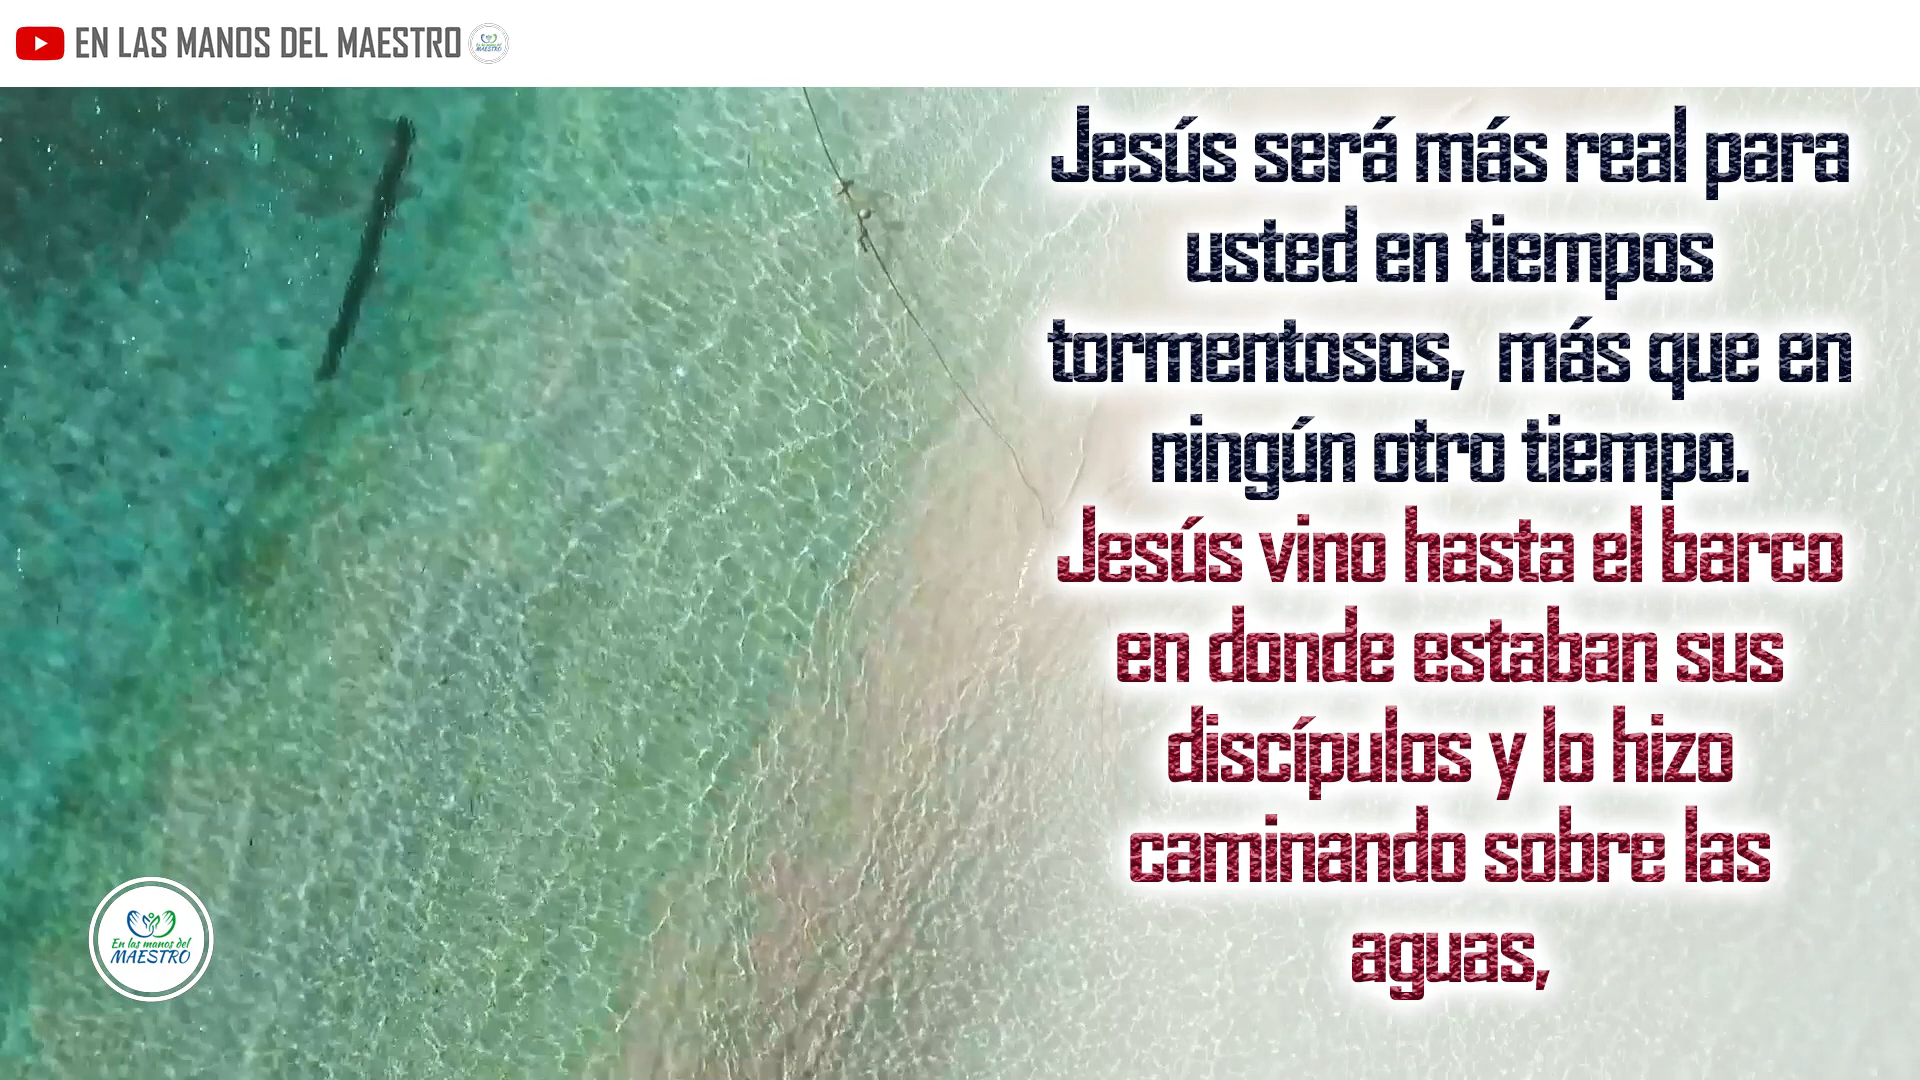 EN LAS MANOS DEL MAESTRO
Jesús será más real para
usted en tiempos
tormentosos, más que en
ningún otro tiempo.
Jesús vino hasta el barco
en donde estaban sus
discípulos y lo hizo
caminando sobre las
aguas,
En las manos del
MAESTRO